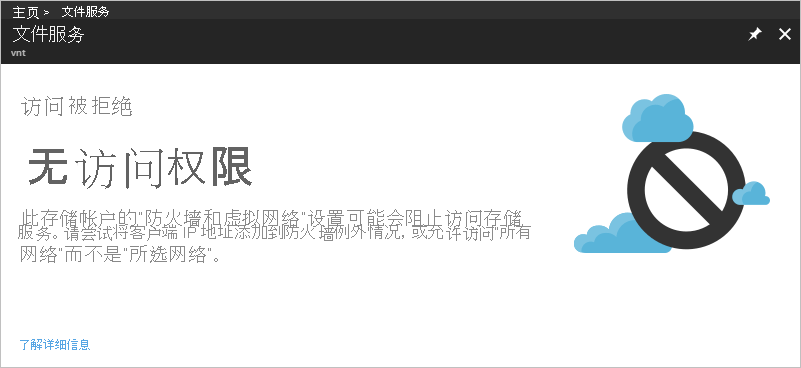 主页 > 文件服务
文件服务
vnt
访问被拒绝
无访问权限
此存储帐户的"防火墙和虚拟网络"设置可能会阻止访问存储
服务。请尝试将客户端 IP 地址添加到防火墙例外情况，或允许访问"所有
网络"而不是"所选网络"。
了解详细信息